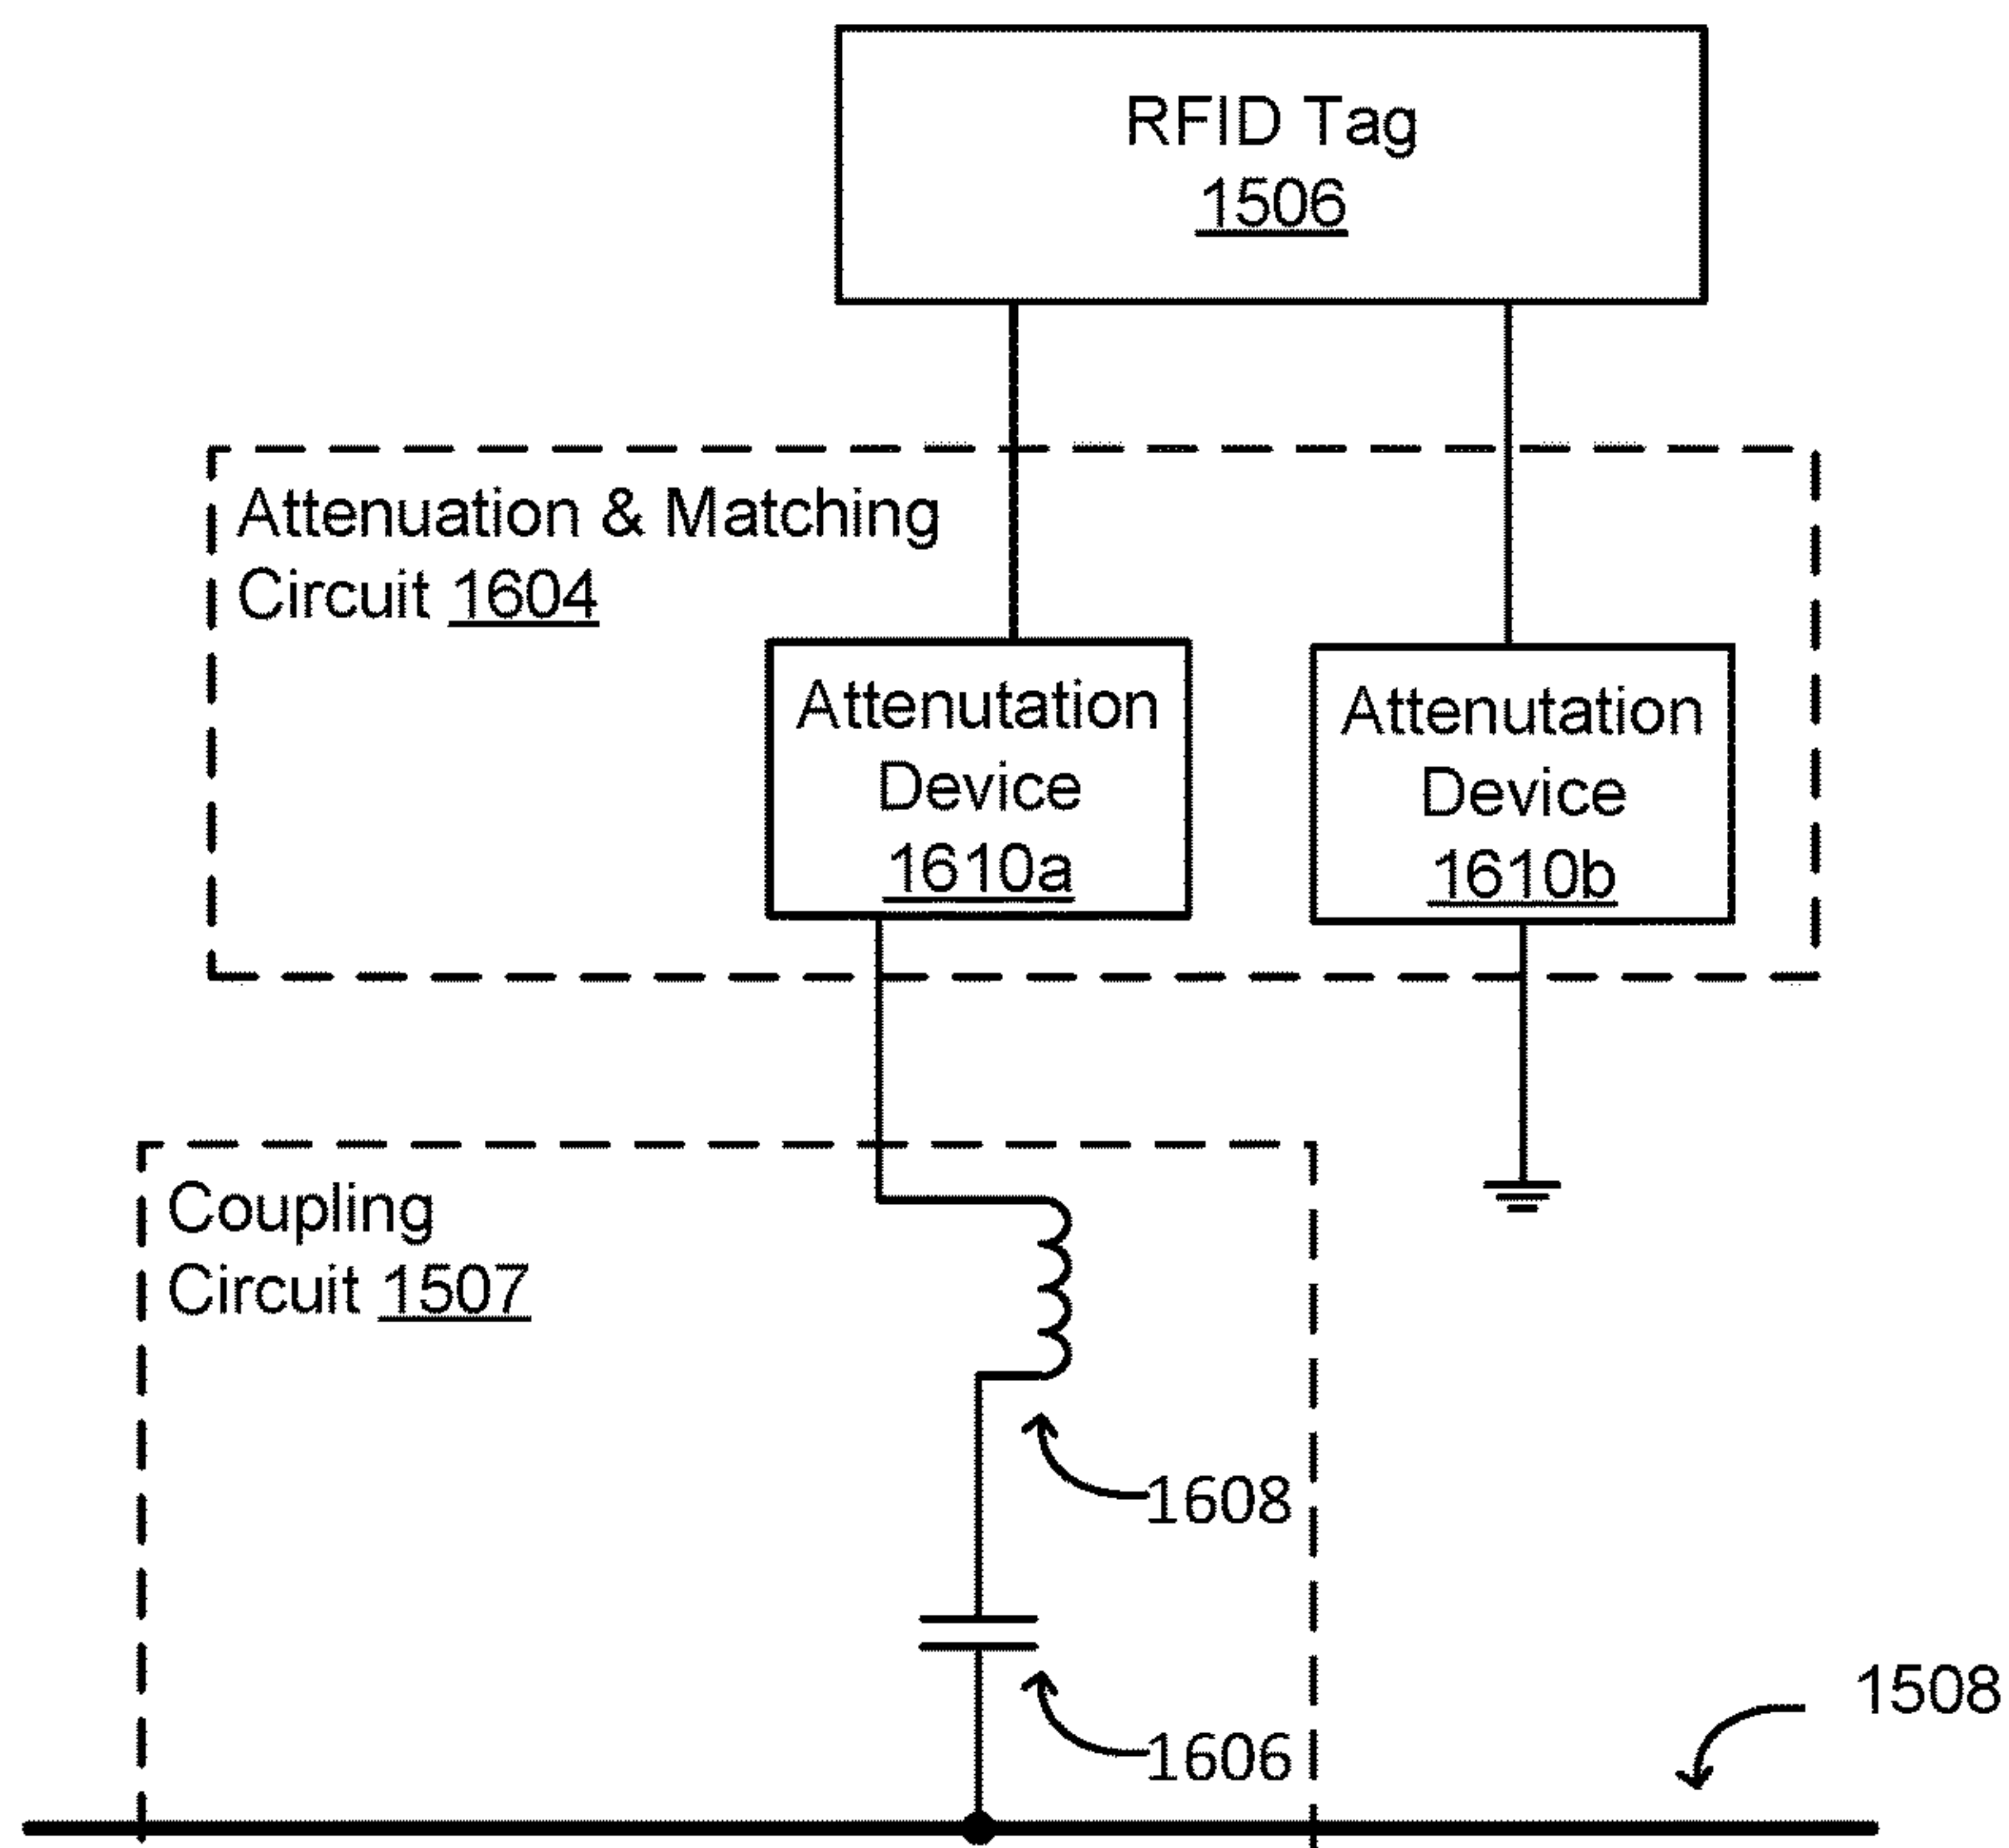 RFID Tag
1506
Attenuation & Matching
Circuit 1604
Attenutation
Device
1610a
Attenutation
Device
1610b
Coupling
Circuit 1507
1608
1606
1508